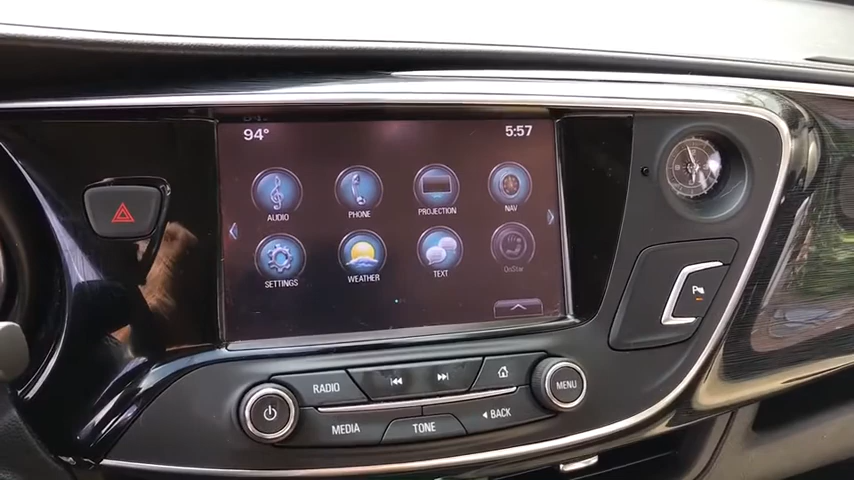 94°
5:57
AUDIO
PHONE
PROJECTION
NAV
SETTINGS
WEATHER
TEXT
OnStar
RADIO
MENU
MEDIA
TONE
BACK